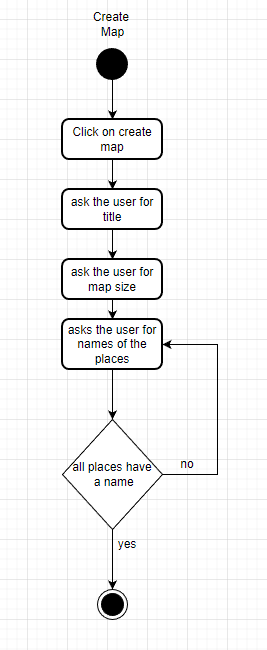 Create
Map
Click on create
map
ask the user for
title
ask the user for
map size
asks the user for
names of the
places
all places have
a name
no
yes